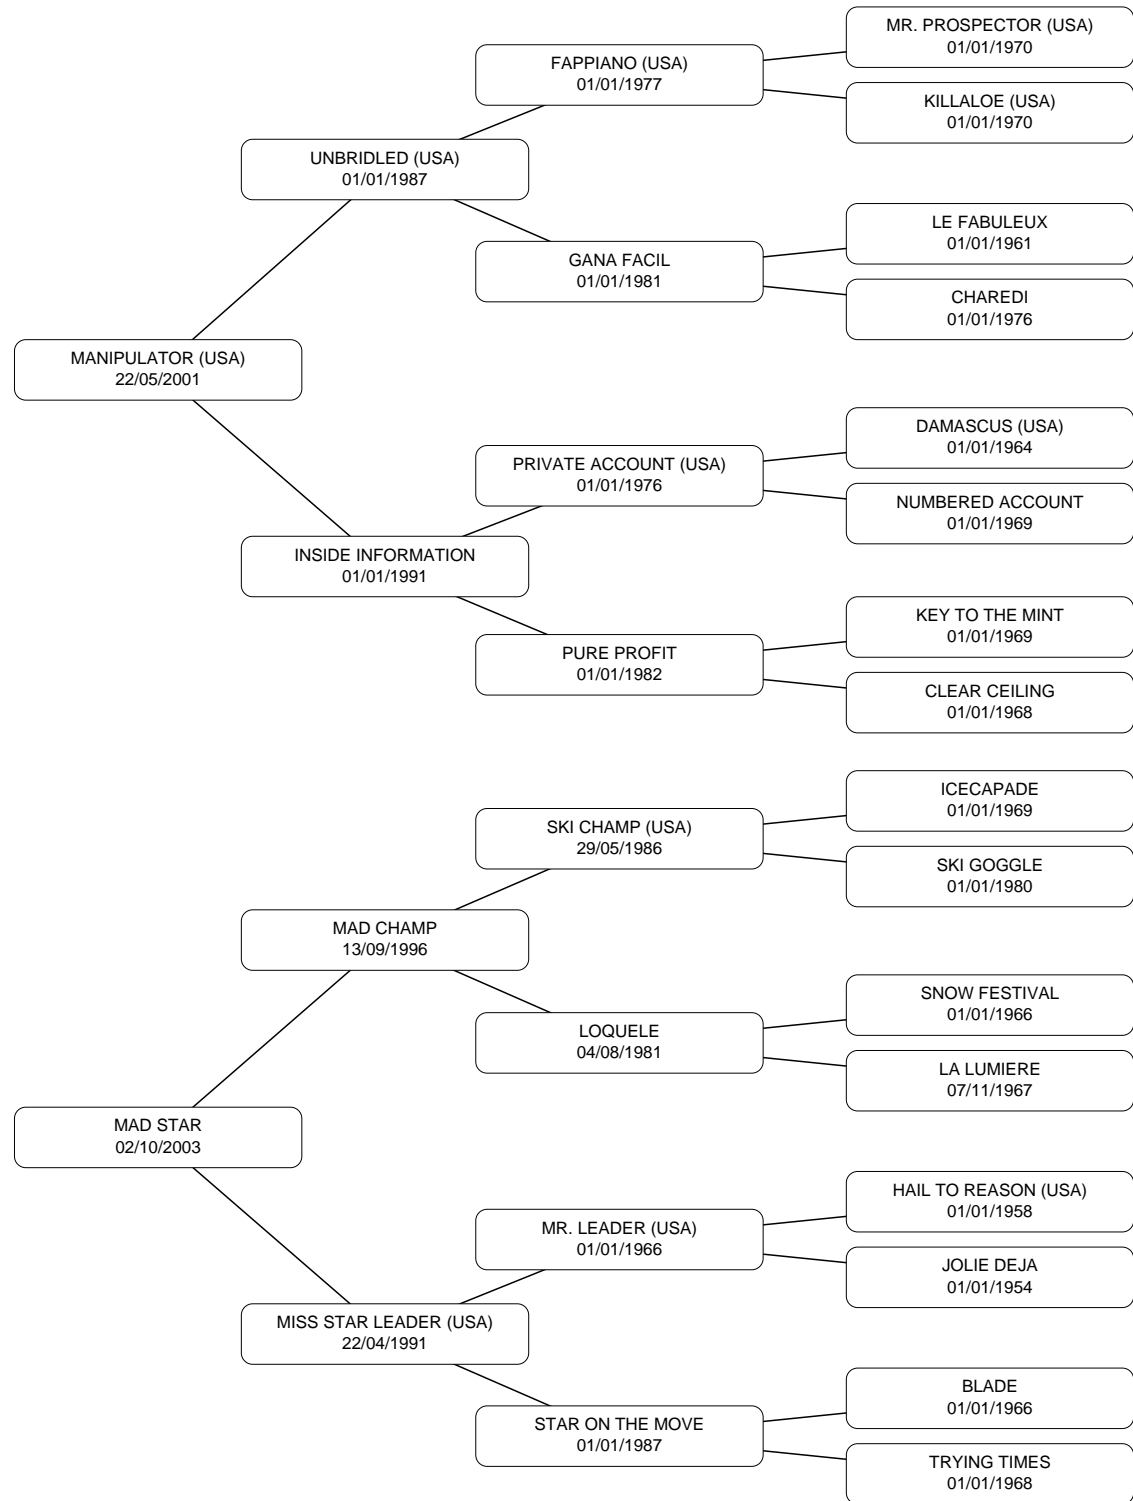 MR. PROSPECTOR (USA)
01/01/1970
FAPPIANO (USA)
01/01/1977
KILLALOE (USA)
01/01/1970
UNBRIDLED (USA)
01/01/1987
LE FABULEUX
01/01/1961
GANA FACIL
01/01/1981
CHAREDI
01/01/1976
MANIPULATOR (USA)
22/05/2001
DAMASCUS (USA)
01/01/1964
PRIVATE ACCOUNT (USA)
01/01/1976
NUMBERED ACCOUNT
01/01/1969
INSIDE INFORMATION
01/01/1991
KEY TO THE MINT
01/01/1969
PURE PROFIT
01/01/1982
CLEAR CEILING
01/01/1968
ICECAPADE
01/01/1969
SKI CHAMP (USA)
29/05/1986
SKI GOGGLE
01/01/1980
MAD CHAMP
13/09/1996
SNOW FESTIVAL
01/01/1966
LOQUELE
04/08/1981
LA LUMIERE
07/11/1967
MAD STAR
02/10/2003
HAIL TO REASON (USA)
01/01/1958
MR. LEADER (USA)
01/01/1966
JOLIE DEJA
01/01/1954
MISS STAR LEADER (USA)
22/04/1991
BLADE
01/01/1966
STAR ON THE MOVE
01/01/1987
TRYING TIMES
01/01/1968